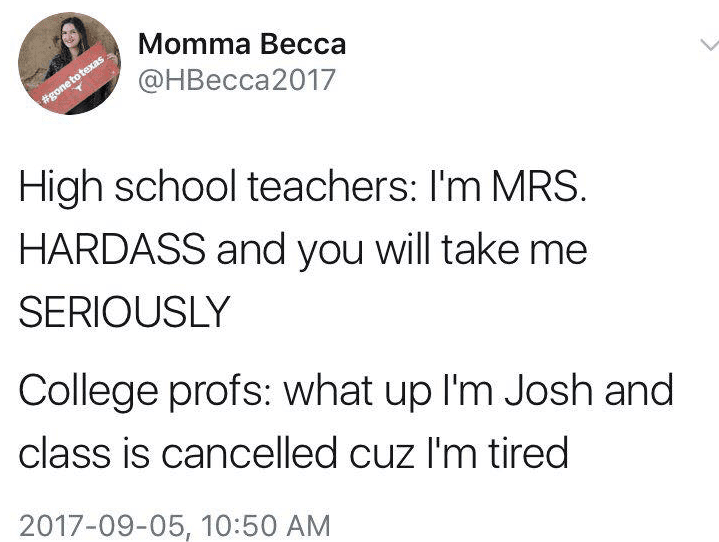 Momma Becca
@HBecca2017
#gonetotexas
High school teachers: I'm MRS.
HARDASS and you will take me
SERIOUSLY
College profs: what up I'm Josh and
class is cancelled cuz I'm tired
2017-09-05, 10:50 AM